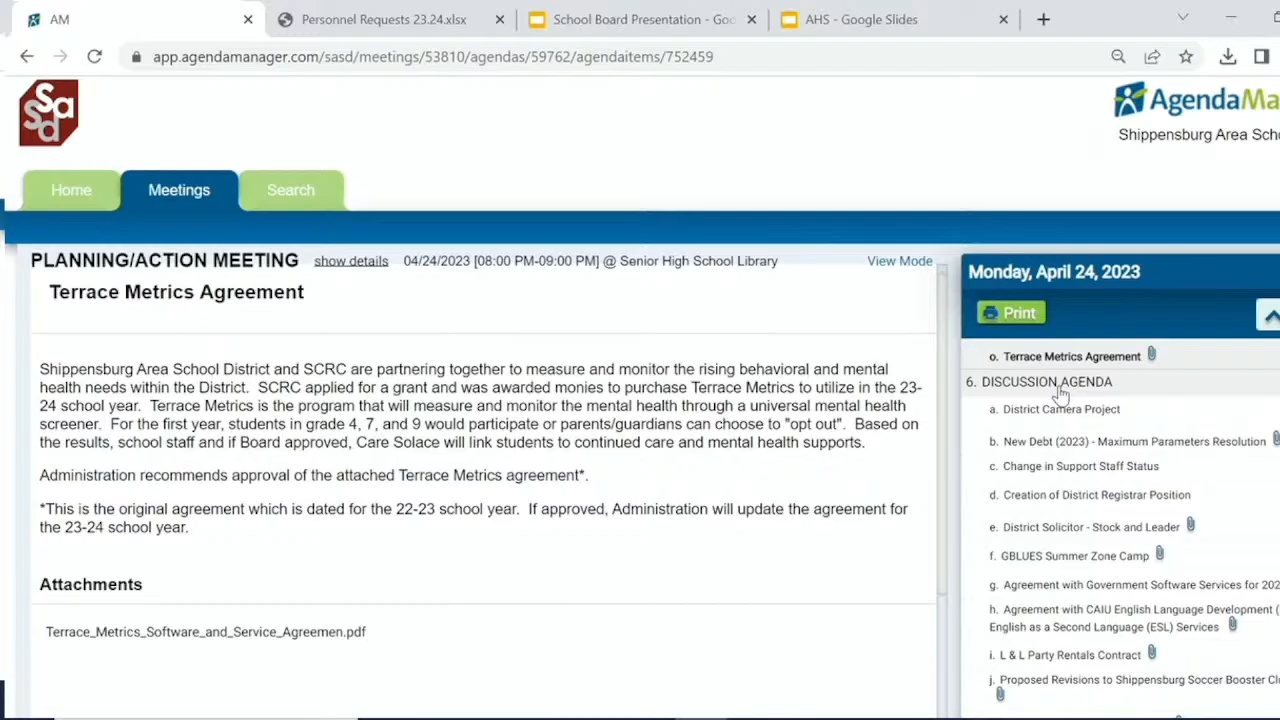 AM
Personnel Requests 23.24.xlsx
School Board Presentation - Goo
AHS - Google Slides
app.agendamanager.com/sasd/meetings/53810/agendas/59762/agendaitems/752459
Sa
Sd
AgendaMa
Shippensburg Area Scho
Home
Meetings
Search
PLANNING/ACTION MEETING show details 04/24/2023 [08:00 PM-09:00 PM] @ Senior High School Library View Mode
Terrace Metrics Agreement
Shippensburg Area School District and SCRC are partnering together to measure and monitor the rising behavioral and mental
health needs within the District. SCRC applied for a grant and was awarded monies to purchase Terrace Metrics to utilize in the 23-
24 school year. Terrace Metrics is the program that will measure and monitor the mental health through a universal mental health
screener. For the first year, students in grade 4, 7, and 9 would participate or parents/guardians can choose to "opt out". Based on
the results, school staff and if Board approved, Care Solace will link students to continued care and mental health supports.
Administration recommends approval of the attached Terrace Metrics agreement*.
*This is the original agreement which is dated for the 22-23 school year. If approved, Administration will update the agreement for
the 23-24 school year.
Attachments
Terrace_Metrics_Software_and_Service_Agreemen.pdf
Monday, April 24, 2023
Print
o. Terrace Metrics Agreement
6. DISCUSSION AGENDA
a. District Camera Project
b. New Debt (2023) - Maximum Parameters Resolution
c. Change in Support Staff Status
d. Creation of District Registrar Position
e. District Solicitor - Stock and Leader
f. GBLUES Summer Zone Camp
g. Agreement with Government Software Services for 202
h. Agreement with CAIU English Language Development (
English as a Second Language (ESL) Services
i. L & L Party Rentals Contract
j. Proposed Revisions to Shippensburg Soccer Booster Cl